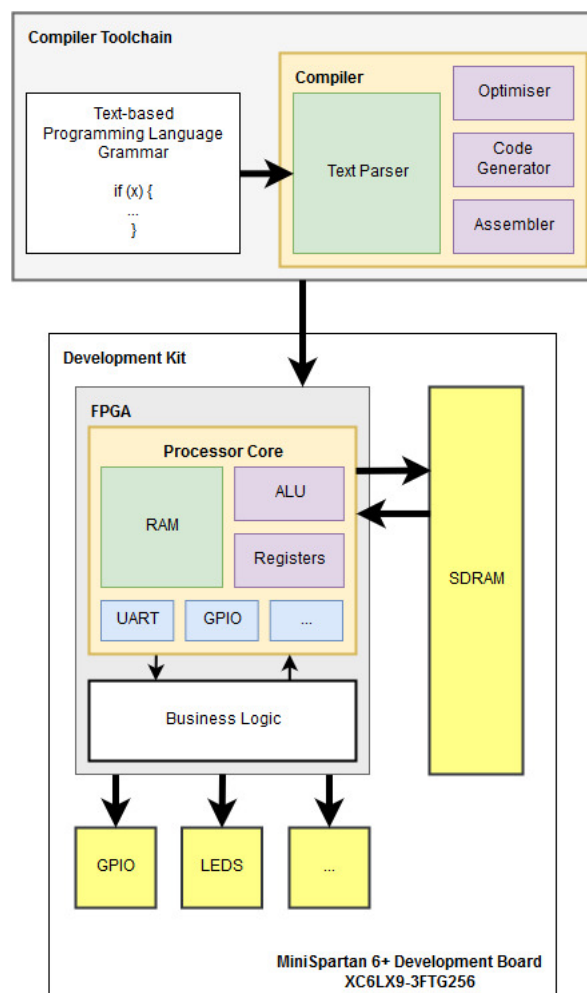 Compiler Toolchain
Text-based
Programming Language
Grammar
if (x) {
...
}
Compiler
Text Parser
Optimiser
Code
Generator
Assembler
Development Kit
FPGA
Processor Core
RAM
ALU
Registers
UART
GPIO
...
Business Logic
SDRAM
GPIO
LEDS
...
MiniSpartan 6+ Development Board
XC6LX9-3FTG256